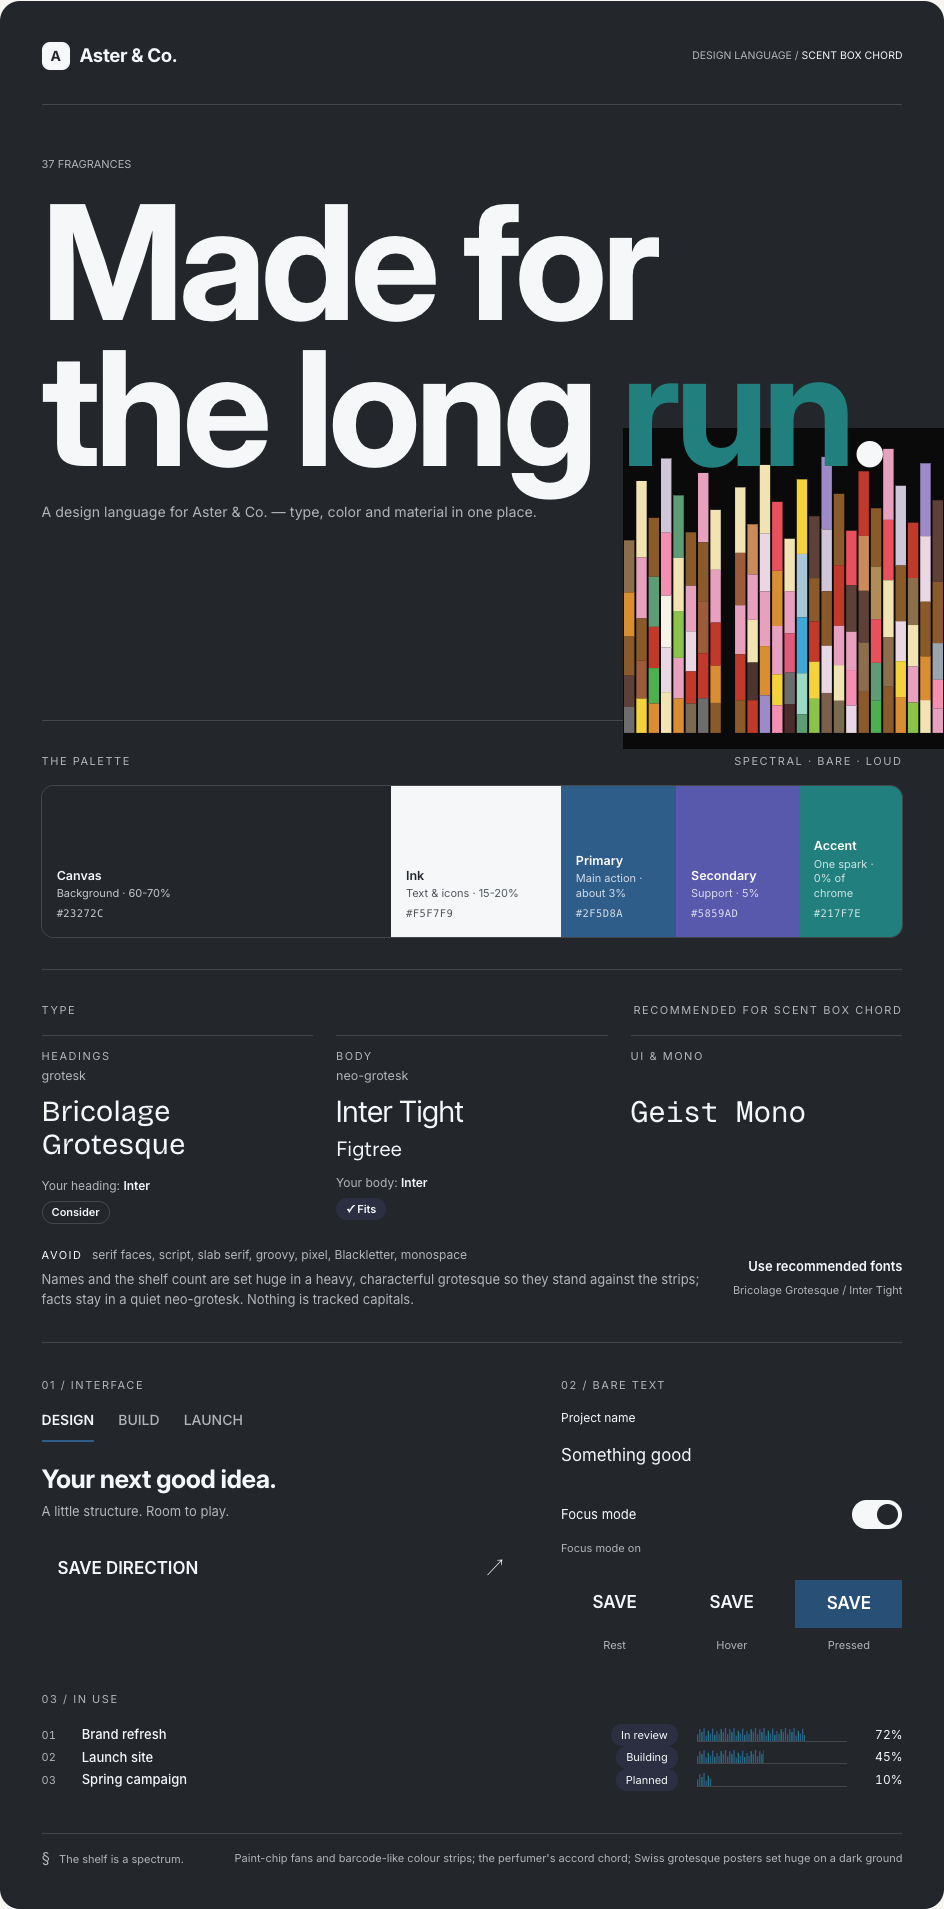 A Aster & Co.
DESIGN LANGUAGE / SCENT BOX CHORD
37 FRAGRANCES
Made for
the long run.
A design language for Aster & Co. — type, color and material in one place.
THE PALETTE
SPECTRAL · BARE · LOUD
Canvas
Background · 60-70%
#23272C
Ink
Text & icons · 15-20%
#F5F7F9
Primary
Main action ·
about 3%
#2F5D8A
Secondary
Support · 5%
#5859AD
Accent
One spark ·
0% of
chrome
#217F7E
TYPE
RECOMMENDED FOR SCENT BOX CHORD
HEADINGS
grotesk
Bricolage
Grotesque
Your heading: Inter
Consider
BODY
neo-grotesk
Inter Tight
Figtree
Your body: Inter
✓ Fits
UI & MONO
Geist Mono
AVOID serif faces, script, slab serif, groovy, pixel, Blackletter, monospace
Names and the shelf count are set huge in a heavy, characterful grotesque so they stand against the strips;
facts stay in a quiet neo-grotesk. Nothing is tracked capitals.
Use recommended fonts
Bricolage Grotesque / Inter Tight
01 / INTERFACE
DESIGN BUILD LAUNCH
Your next good idea.
A little structure. Room to play.
SAVE DIRECTION ↗
02 / BARE TEXT
Project name
Something good
Focus mode
Focus mode on
SAVE SAVE SAVE
Rest Hover Pressed
03 / IN USE
01 Brand refresh In review 72%
02 Launch site Building 45%
03 Spring campaign Planned 10%
§ The shelf is a spectrum.
Paint-chip fans and barcode-like colour strips; the perfumer's accord chord; Swiss grotesque posters set huge on a dark ground